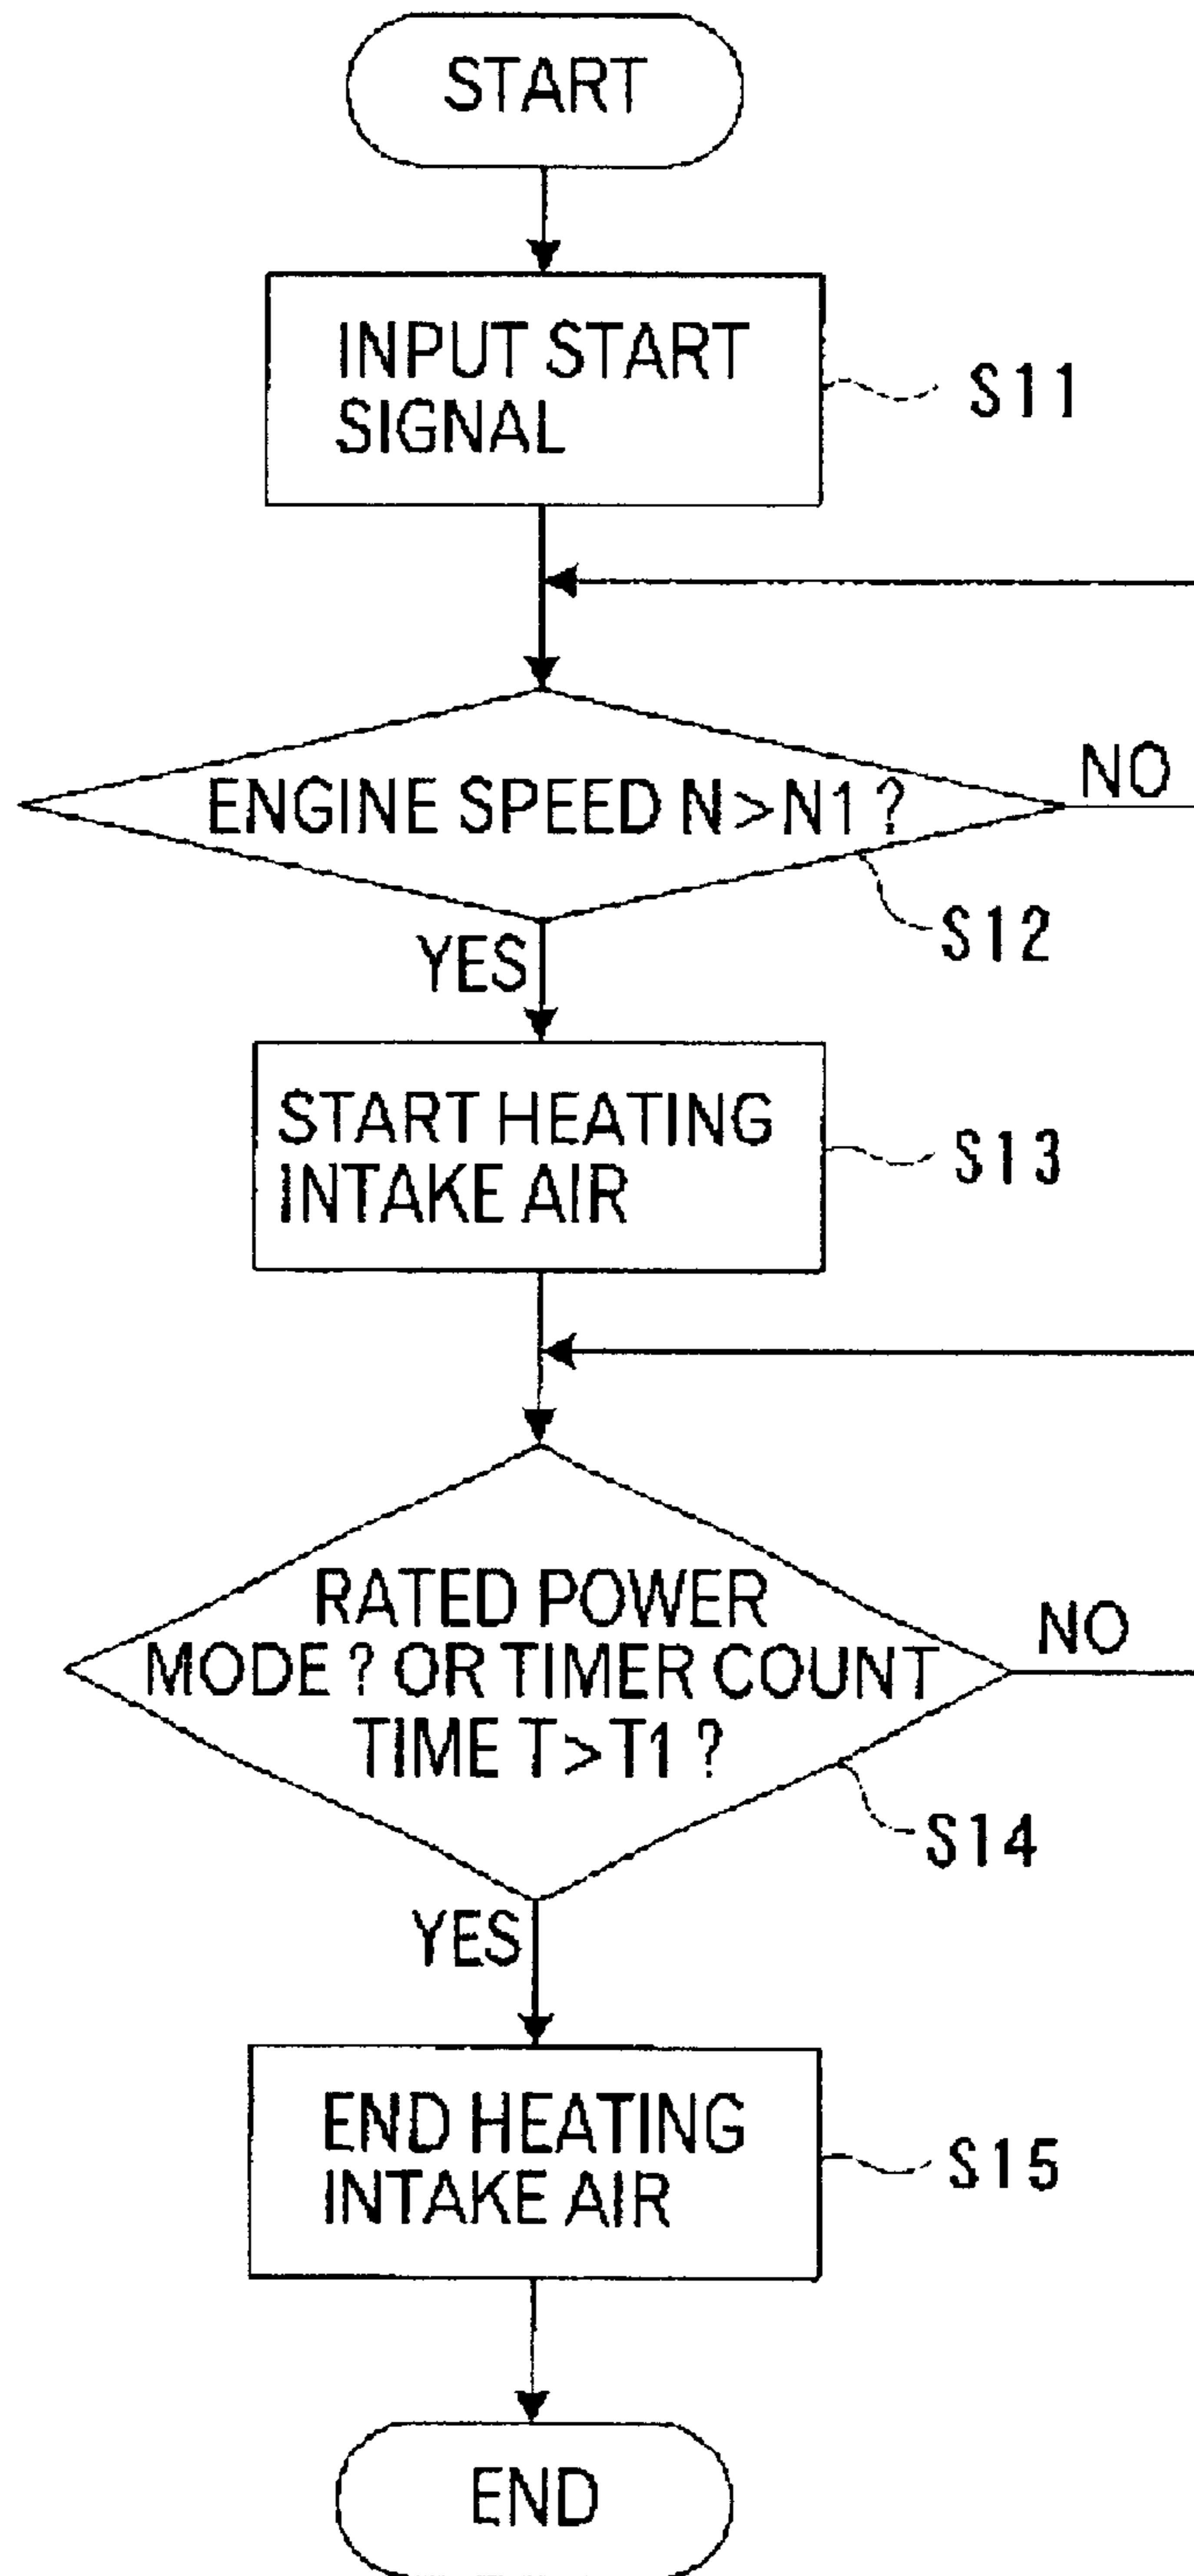 START
INPUT START
SIGNAL
S11
ENGINE SPEED N>N1?
NO
S12
YES
START HEATING
INTAKE AIR
S13
RATED POWER
MODE? OR TIMER COUNT
TIME T>T1?
NO
S14
YES
END HEATING
INTAKE AIR
S15
END